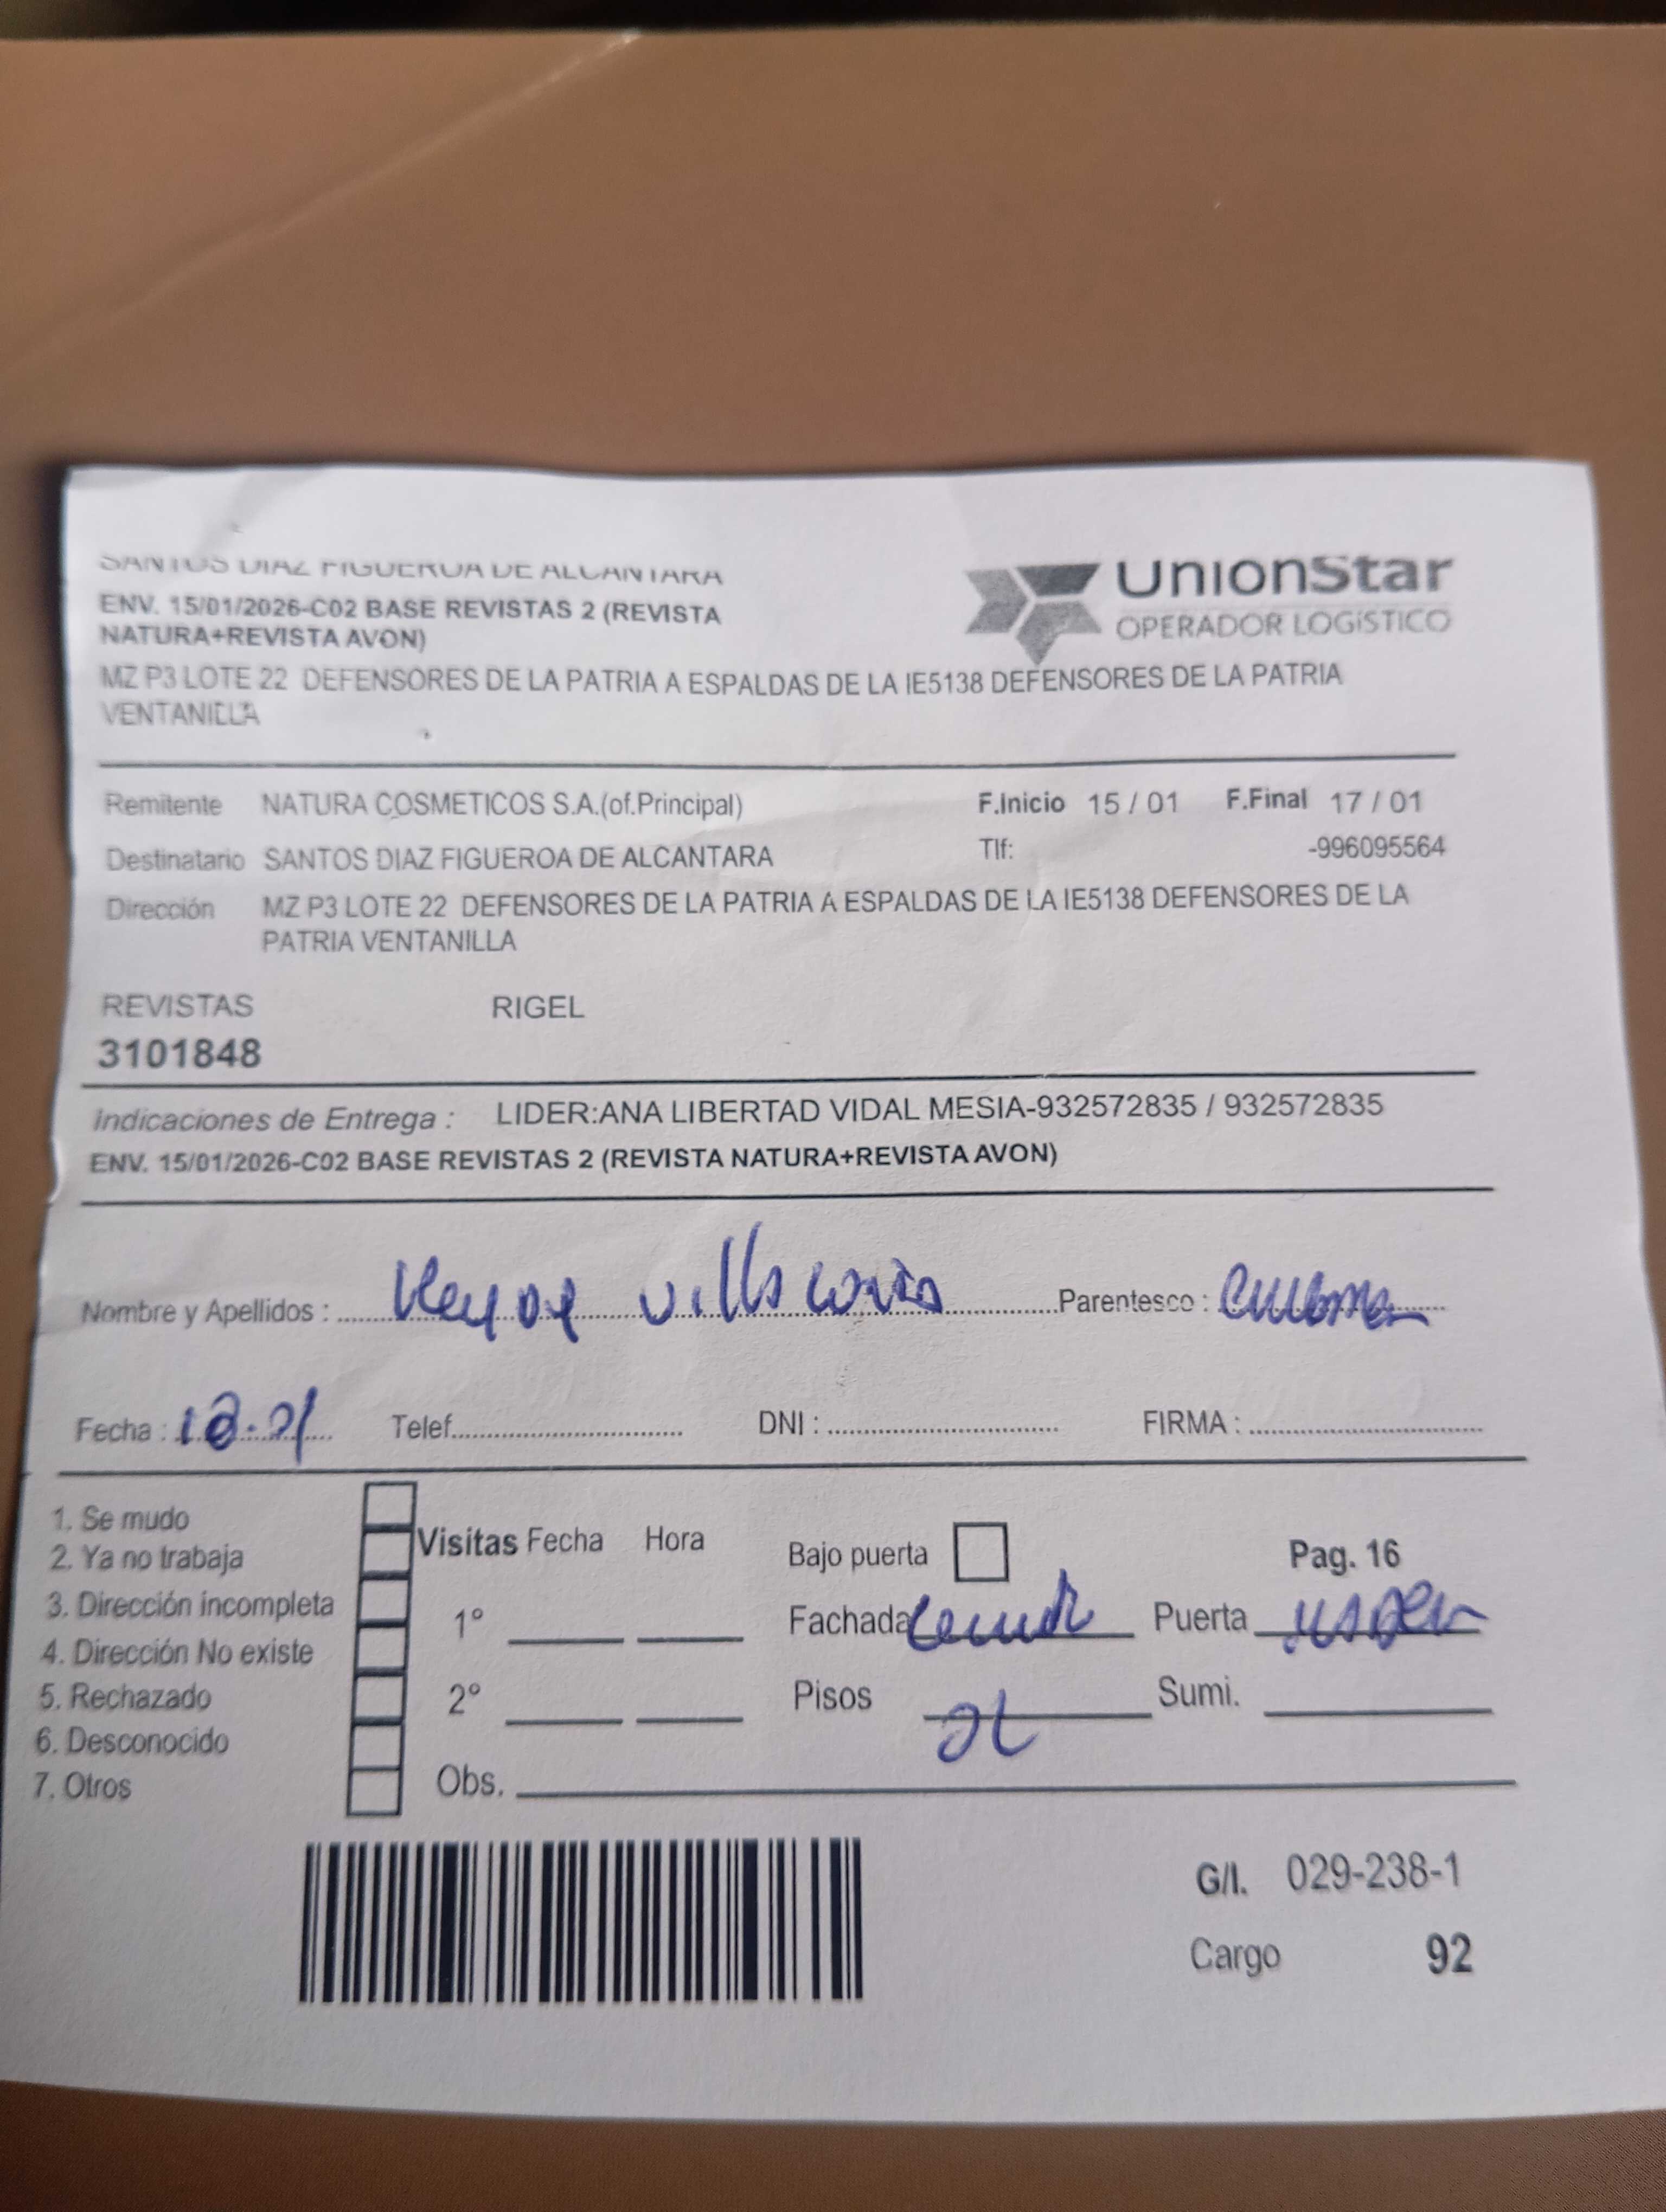 SANTOS DIAZ FIGUEROA DE ALCANTARA
ENV. 15/01/2026-C02 BASE REVISTAS 2 (REVISTA
NATURA+REVISTA AVON)
UnionStar
OPERADOR LOGÍSTICO
MZ P3 LOTE 22 DEFENSORES DE LA PATRIA A ESPALDAS DE LA IE5138 DEFENSORES DE LA PATRIA
VENTANILLA
Remitente NATURA COSMETICOS S.A.(of.Principal) F.Inicio 15 / 01 F.Final 17 / 01
Destinatario SANTOS DIAZ FIGUEROA DE ALCANTARA Tlf: -996095564
Dirección MZ P3 LOTE 22 DEFENSORES DE LA PATRIA A ESPALDAS DE LA IE5138 DEFENSORES DE LA
PATRIA VENTANILLA
REVISTAS RIGEL
3101848
Indicaciones de Entrega : LIDER:ANA LIBERTAD VIDAL MESIA-932572835 / 932572835
ENV. 15/01/2026-C02 BASE REVISTAS 2 (REVISTA NATURA+REVISTA AVON)
Nombre y Apellidos : Parentesco :
Fecha : Telef. DNI : FIRMA :
1. Se mudo
2. Ya no trabaja
3. Dirección incompleta
4. Dirección No existe
5. Rechazado
6. Desconocido
7. Otros
Visitas Fecha Hora
1°
2°
Obs.
Bajo puerta Pag. 16
Fachada Puerta
Pisos Sumi.
G/I. 029-238-1
Cargo 92